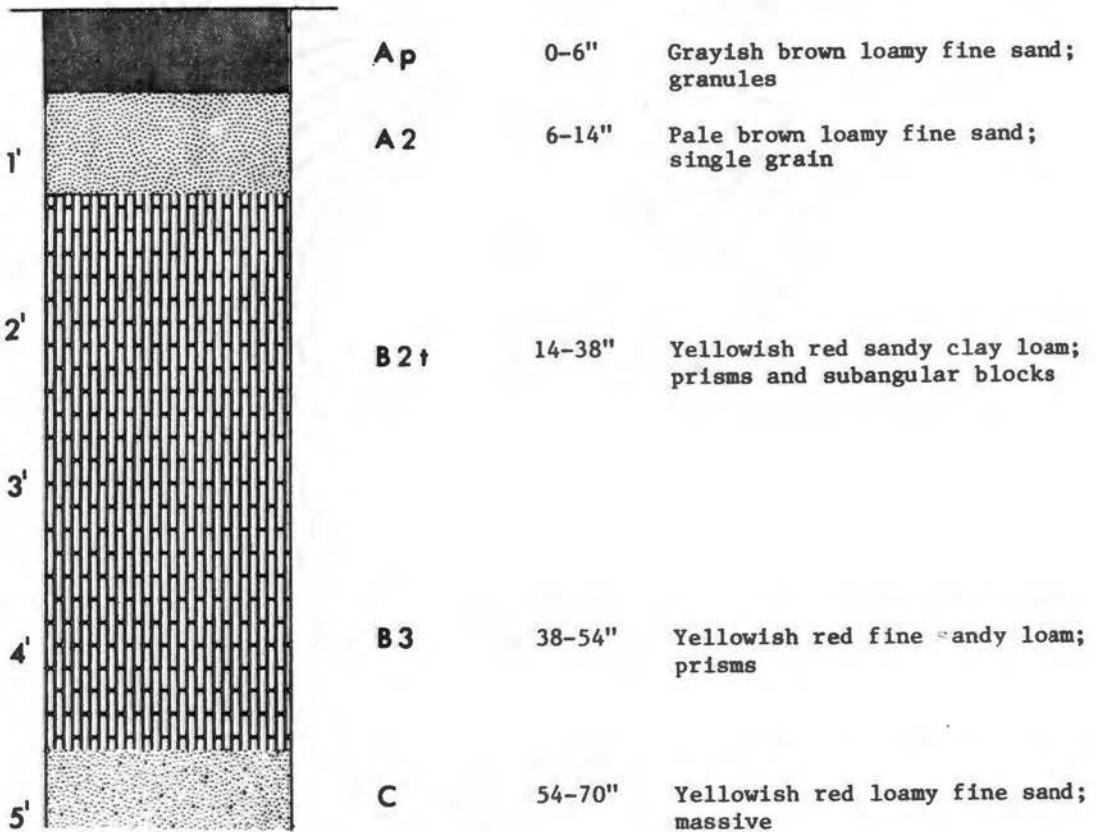 Ap 0-6" Grayish brown loamy fine sand;
granules
A2 6-14" Pale brown loamy fine sand;
single grain
1'
2'
B2t 14-38" Yellowish red sandy clay loam;
prisms and subangular blocks
3'
B3 38-54" Yellowish red fine andy loam;
prisms
4'
C 54-70" Yellowish red loamy fine sand;
massive
5'